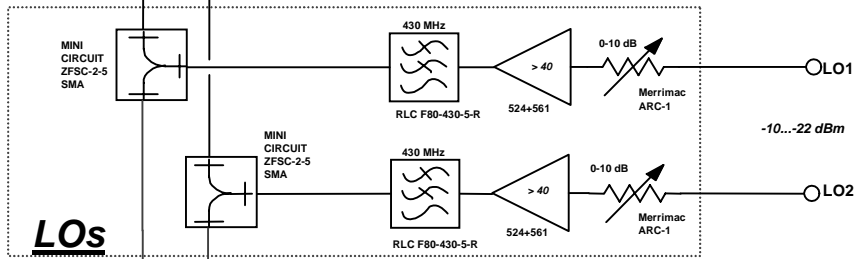 430 MHz
0-10 dB
MINI
CIRCUIT
ZFSC-2-5
SMA
> 40
LO1
RLC F80-430-5-R
524+561
Merrimac
ARC-1
-10...-22 dBm
MINI
CIRCUIT
ZFSC-2-5
SMA
430 MHz
0-10 dB
> 40
LO2
RLC F80-430-5-R
524+561
Merrimac
ARC-1
LOs